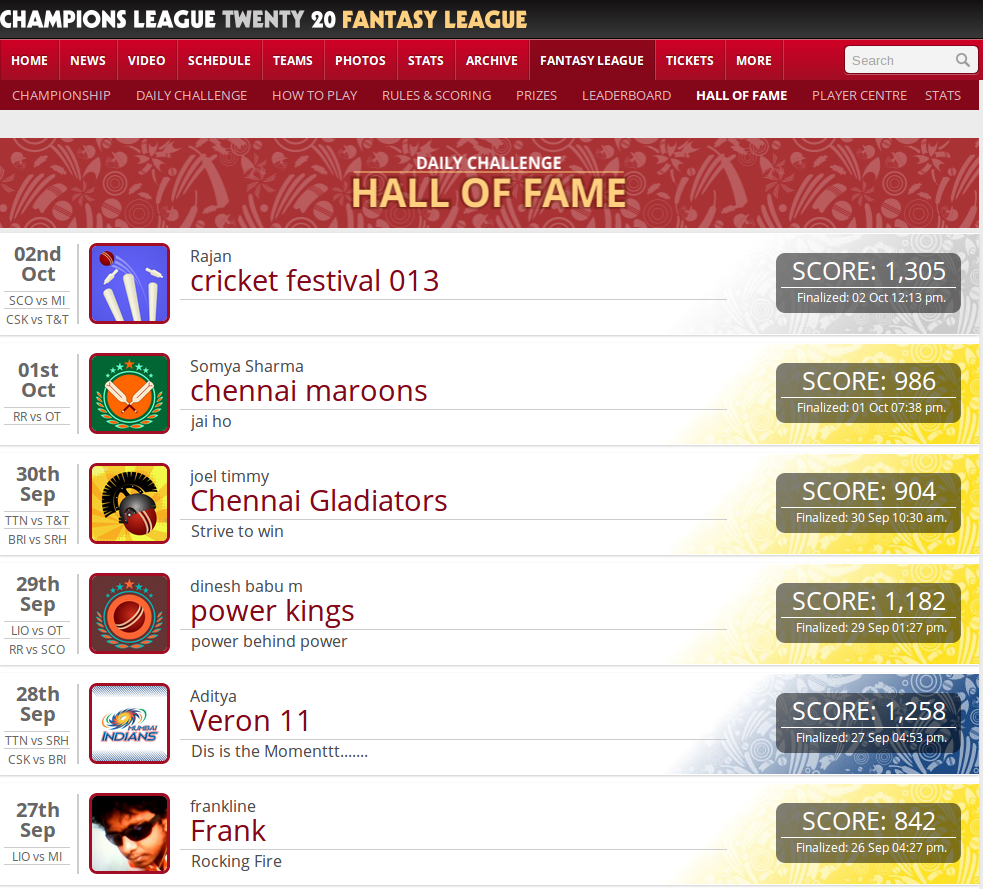 CHAMPIONS LEAGUE TWENTY 20 FANTASY LEAGUE
HOME NEWS VIDEO SCHEDULE TEAMS PHOTOS STATS ARCHIVE FANTASY LEAGUE TICKETS MORE Search
CHAMPIONSHIP DAILY CHALLENGE HOW TO PLAY RULES & SCORING PRIZES LEADERBOARD HALL OF FAME PLAYER CENTRE STATS
DAILY CHALLENGE
HALL OF FAME
02nd
Oct
SCO vs MI
CSK vs T&T
Rajan
cricket festival 013
SCORE: 1,305
Finalized: 02 Oct 12:13 pm.
01st
Oct
RR vs OT
Somya Sharma
chennai maroons
jai ho
SCORE: 986
Finalized: 01 Oct 07:38 pm.
30th
Sep
TTN vs T&T
BRI vs SRH
joel timmy
Chennai Gladiators
Strive to win
SCORE: 904
Finalized: 30 Sep 10:30 am.
29th
Sep
LIO vs OT
RR vs SCO
dinesh babu m
power kings
power behind power
SCORE: 1,182
Finalized: 29 Sep 01:27 pm.
28th
Sep
TTN vs SRH
CSK vs BRI
MUMBAI
INDIANS
Aditya
Veron 11
Dis is the Momenttt.......
SCORE: 1,258
Finalized: 27 Sep 04:53 pm.
27th
Sep
LIO vs MI
frankline
Frank
Rocking Fire
SCORE: 842
Finalized: 26 Sep 04:27 pm.